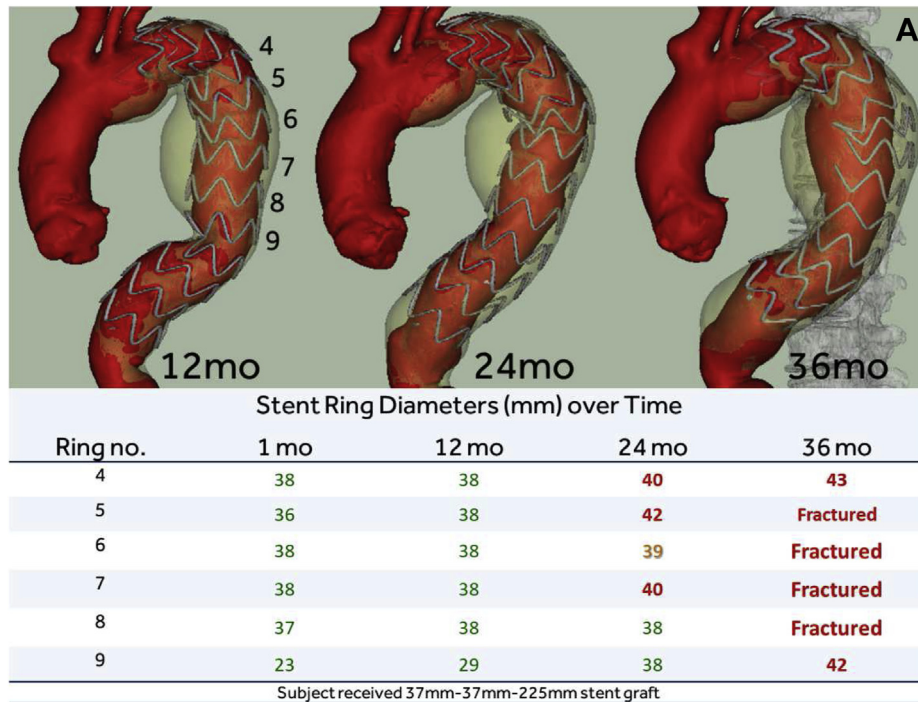 A
4
5
6
7
8
9
12mo
24mo
36mo
Stent Ring Diameters (mm) over Time
Ring no. 1 mo 12 mo 24 mo 36 mo
4 38 38 40 43
5 36 38 42 Fractured
6 38 38 39 Fractured
7 38 38 40 Fractured
8 37 38 38 Fractured
9 23 29 38 42
Subject received 37mm-37mm-225mm stent graft